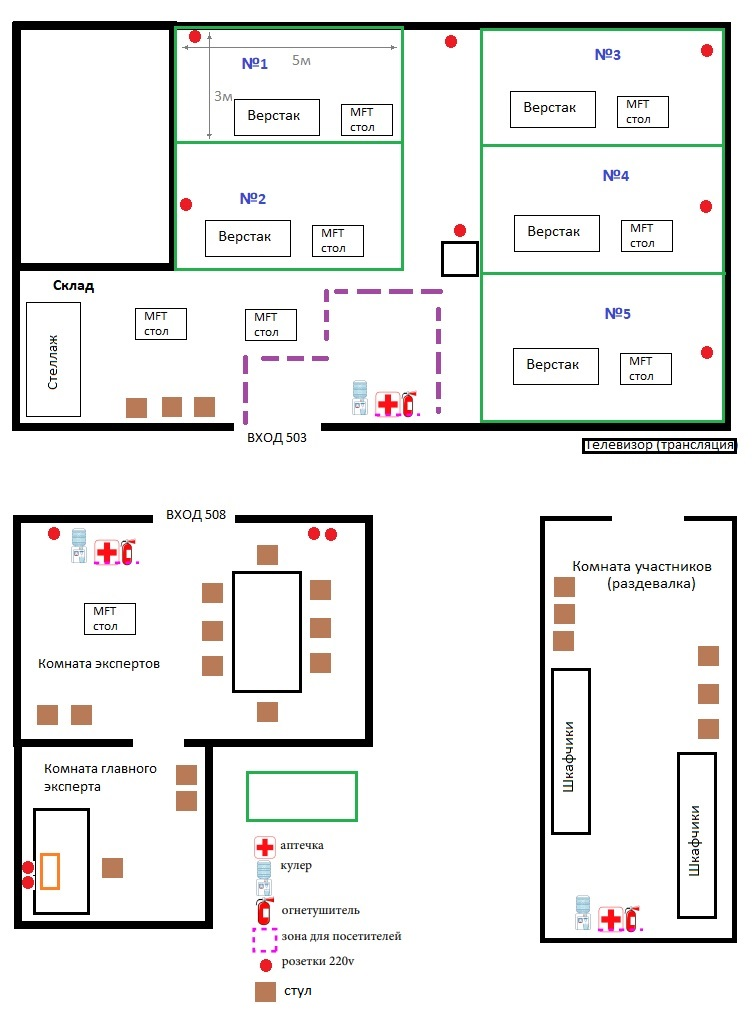 №1
5м
3м
Верстак
MFT
стол
№2
Верстак
MFT
стол
№3
Верстак
MFT
стол
№4
Верстак
MFT
стол
№5
Верстак
MFT
стол
Склад
Стеллаж
MFT
стол
MFT
стол
ВХОД 503
Телевизор (трансляция)
ВХОД 508
MFT
стол
Комната экспертов
Комната главного
эксперта
Комната участников
(раздевалка)
Шкафчики
Шкафчики
аптечка
кулер
огнетушитель
зона для посетителей
розетки 220v
стул